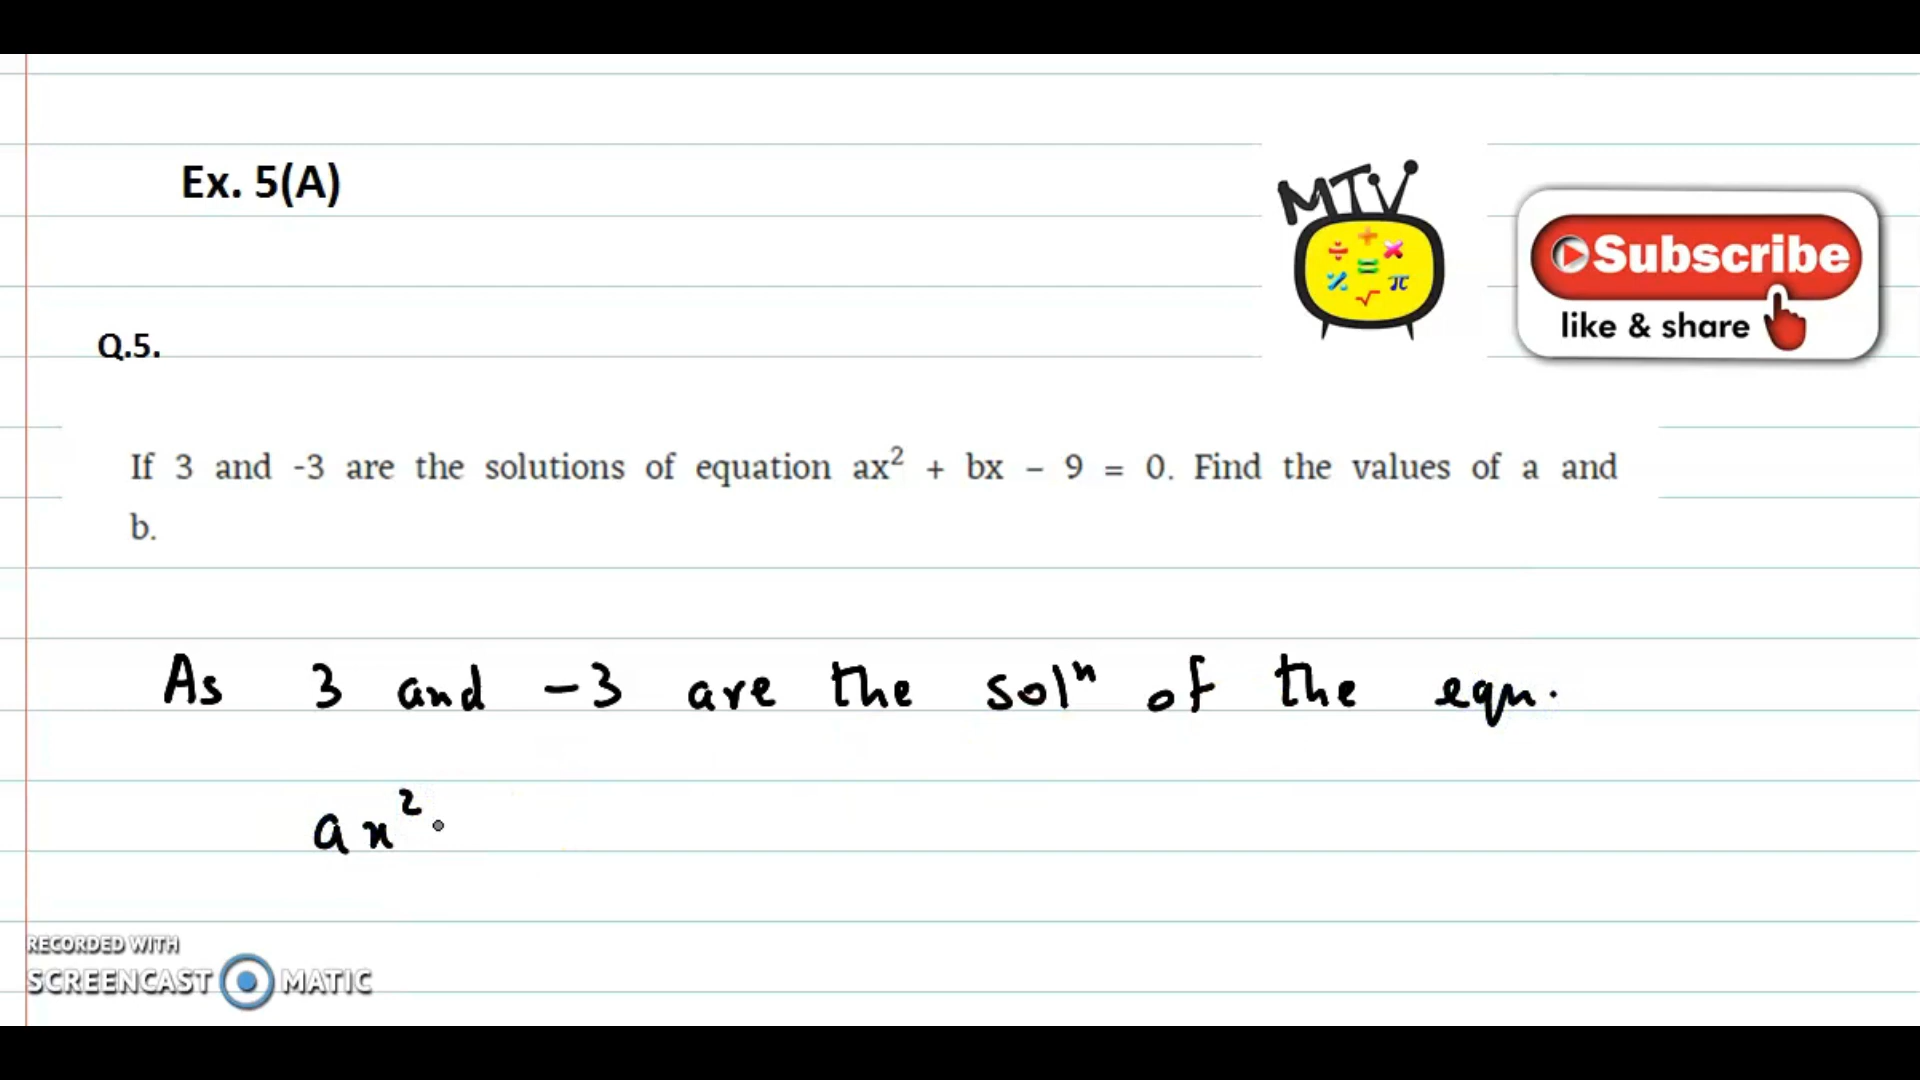 Ex. 5(A)
MTV
Subscribe
like & share
Q.5.
If 3 and -3 are the solutions of equation ax² + bx – 9 = 0. Find the values of a and
b.
As 3 and -3 are the solⁿ of the eqn.
ax²
RECORDED WITH
SCREENCAST MATIC